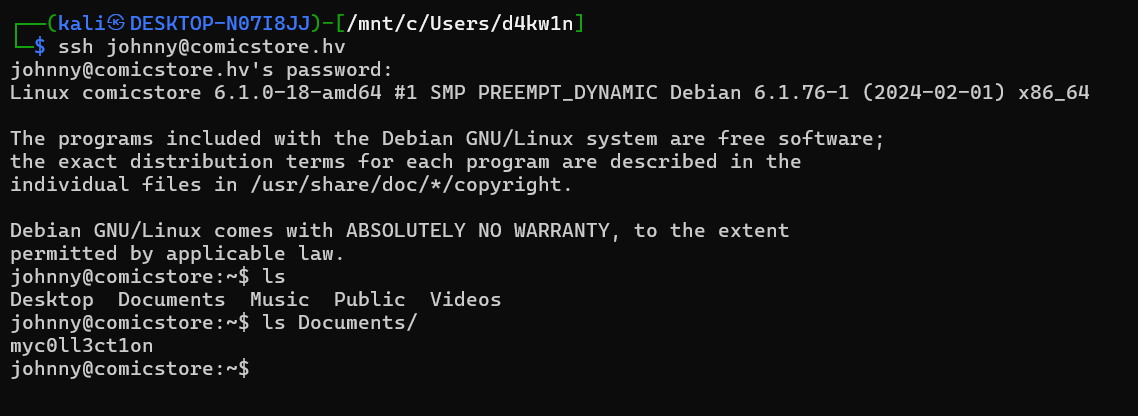 ┌──(kali㉿DESKTOP-N07I8JJ)-[/mnt/c/Users/d4kw1n]
└─$ ssh johnny@comicstore.hv
johnny@comicstore.hv's password:
Linux comicstore 6.1.0-18-amd64 #1 SMP PREEMPT_DYNAMIC Debian 6.1.76-1 (2024-02-01) x86_64
The programs included with the Debian GNU/Linux system are free software;
the exact distribution terms for each program are described in the
individual files in /usr/share/doc/*/copyright.
Debian GNU/Linux comes with ABSOLUTELY NO WARRANTY, to the extent
permitted by applicable law.
johnny@comicstore:~$ ls
Desktop  Documents  Music  Public  Videos
johnny@comicstore:~$ ls Documents/
myc0ll3ct1on
johnny@comicstore:~$